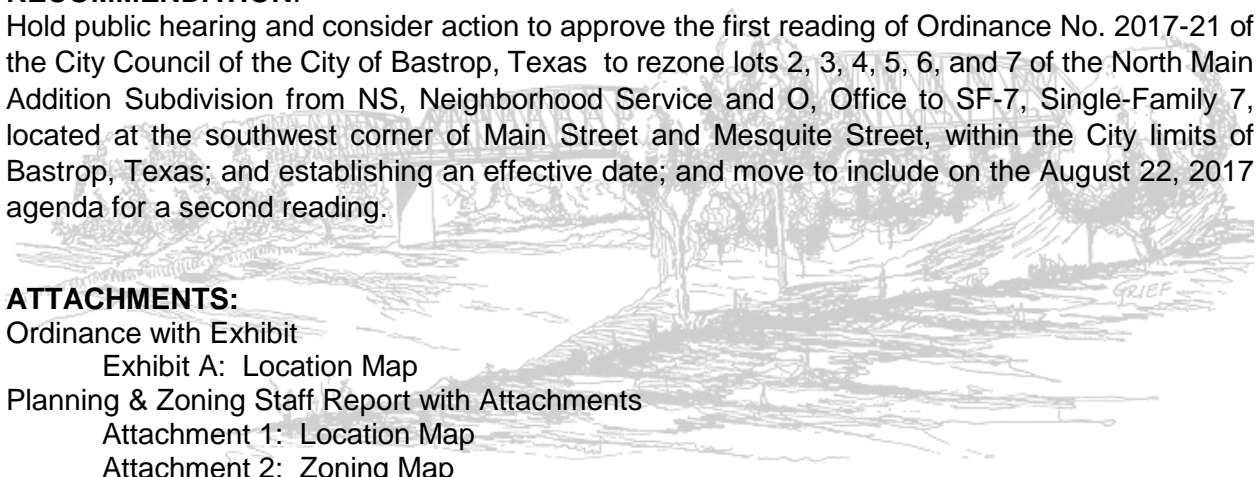 RECOMMENDATION:
Hold public hearing and consider action to approve the first reading of Ordinance No. 2017-21 of
the City Council of the City of Bastrop, Texas to rezone lots 2, 3, 4, 5, 6, and 7 of the North Main
Addition Subdivision from NS, Neighborhood Service and O, Office to SF-7, Single-Family 7,
located at the southwest corner of Main Street and Mesquite Street, within the City limits of
Bastrop, Texas; and establishing an effective date; and move to include on the August 22, 2017
agenda for a second reading.
GRIEF
ATTACHMENTS:
Ordinance with Exhibit
Exhibit A: Location Map
Planning & Zoning Staff Report with Attachments
Attachment 1: Location Map
Attachment 2: Zoning Map